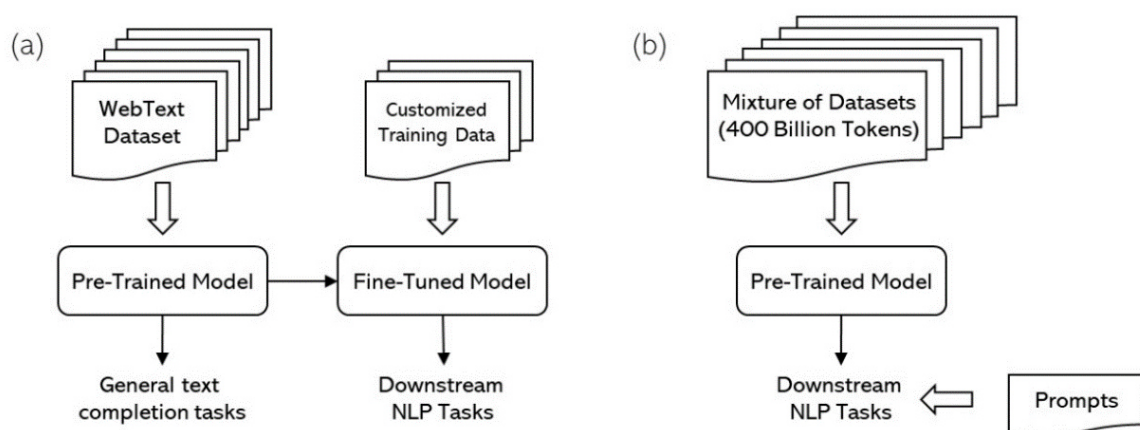 (a)
WebText
Dataset
Customized
Training Data
Pre-Trained Model
Fine-Tuned Model
General text
completion tasks
Downstream
NLP Tasks
(b)
Mixture of Datasets
(400 Billion Tokens)
Pre-Trained Model
Downstream
NLP Tasks
Prompts